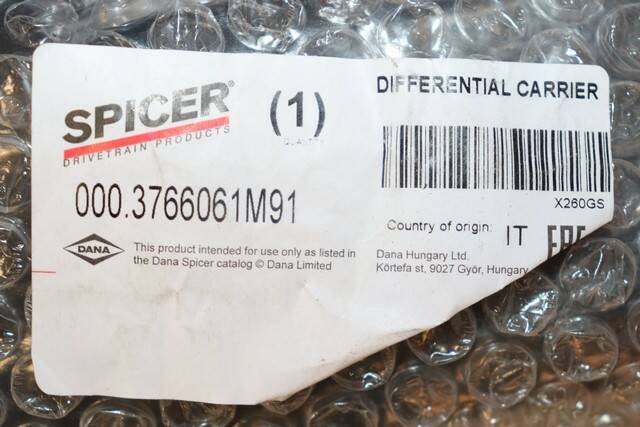 SPICER®
DRIVETRAIN PRODUCTS
(1)
QUANTITY
DIFFERENTIAL CARRIER
X260GS
000.3766061M91
Country of origin: IT
EAC
DANA
This product intended for use only as listed in
the Dana Spicer catalog © Dana Limited
Dana Hungary Ltd.
Körtefa st, 9027 Győr, Hungary